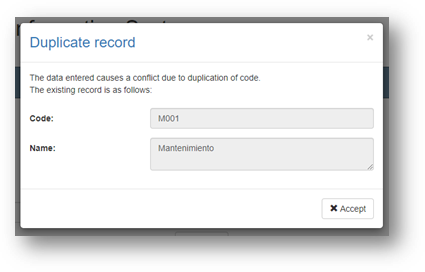 Duplicate record
×
The data entered causes a conflict due to duplication of code.
The existing record is as follows:
Code:
M001
Name:
Mantenimiento
✖ Accept